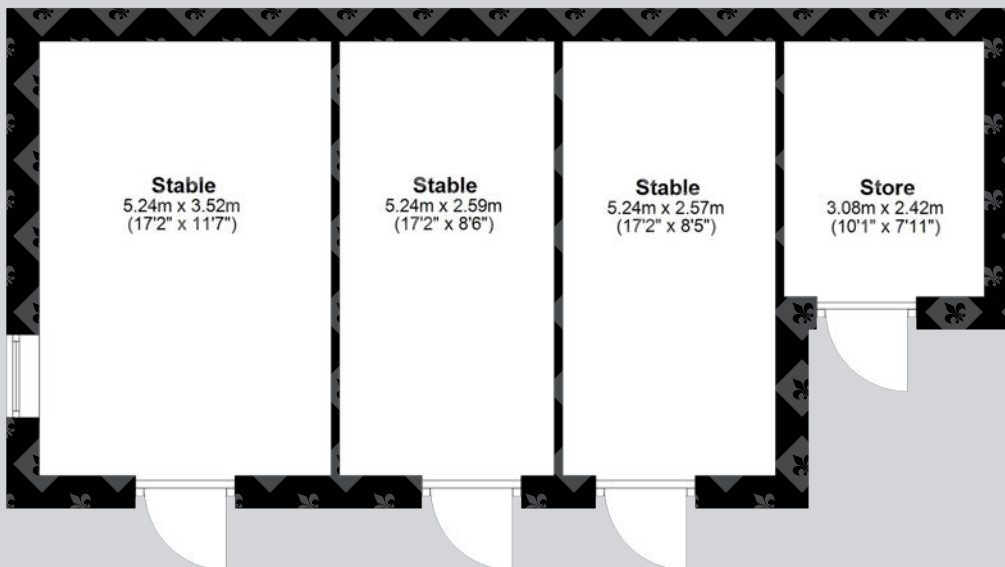 Stable
5.24m x 3.52m
(17'2" x 11'7")
Stable
5.24m x 2.59m
(17'2" x 8'6")
Stable
5.24m x 2.57m
(17'2" x 8'5")
Store
3.08m x 2.42m
(10'1" x 7'11")